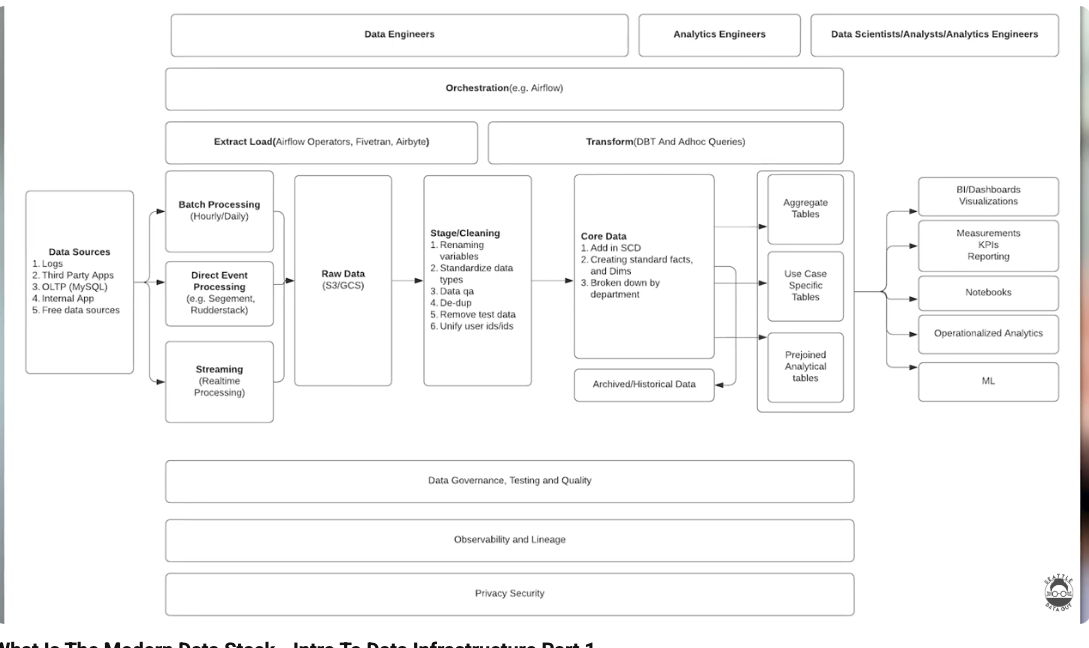 Data Engineers
Analytics Engineers
Data Scientists/Analysts/Analytics Engineers
Orchestration(e.g. Airflow)
Extract Load(Airflow Operators, Fivetran, Airbyte)
Transform(DBT And Adhoc Queries)
Data Sources
1. Logs
2. Third Party Apps
3. OLTP (MySQL)
4. Internal App
5. Free data sources
Batch Processing
(Hourly/Daily)
Direct Event
Processing
(e.g. Segement,
Rudderstack)
Streaming
(Realtime
Processing)
Raw Data
(S3/GCS)
Stage/Cleaning
1. Renaming
variables
2. Standardize data
types
3. Data qa
4. De-dup
5. Remove test data
6. Unify user ids/ids
Core Data
1. Add in SCD
2. Creating standard facts,
and Dims
3. Broken down by
department
Archived/Historical Data
Aggregate
Tables
Use Case
Specific
Tables
Prejoined
Analytical
tables
BI/Dashboards
Visualizations
Measurements
KPIs
Reporting
Notebooks
Operationalized Analytics
ML
Data Governance, Testing and Quality
Observability and Lineage
Privacy Security
SEATTLE
DATA GUY
What Is The Modern Data Stack - Intro To Data Infrastructure Part 1